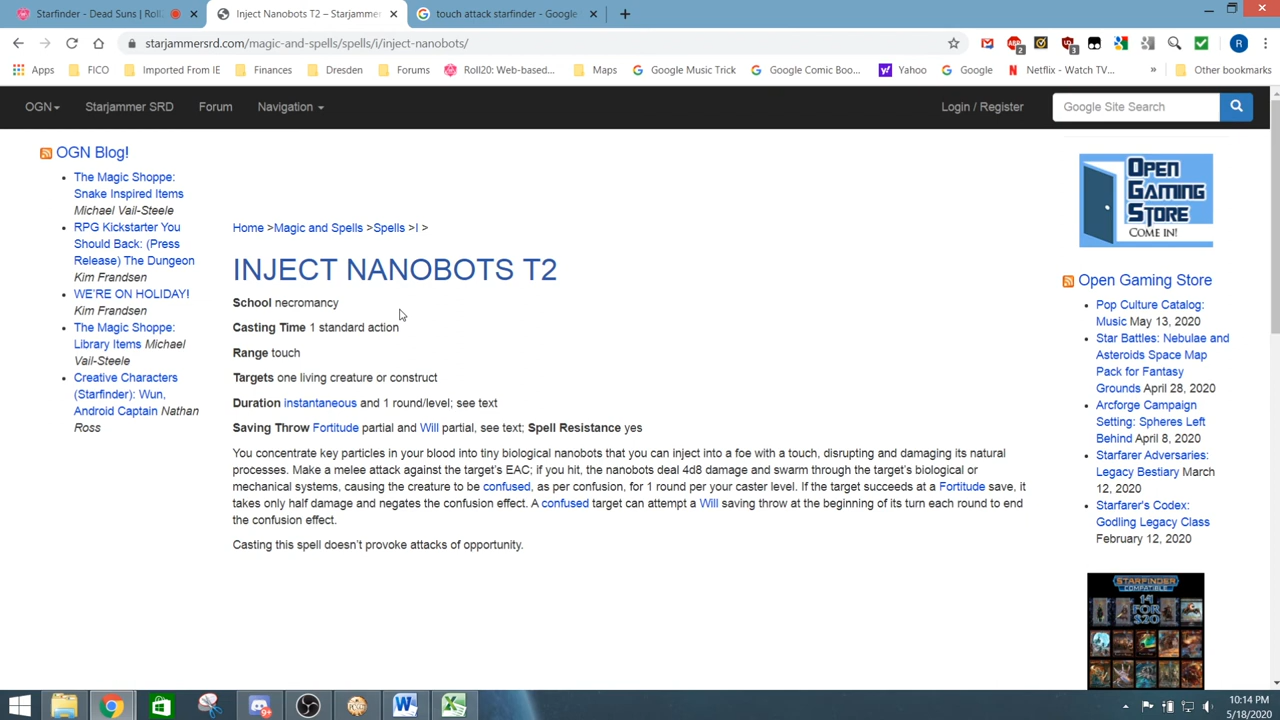 Starfinder - Dead Suns | Roll2
Inject Nanobots T2 – Starjamme
touch attack starfinder - Google
starjammersrd.com/magic-and-spells/spells/i/inject-nanobots/
Apps FICO Imported From IE Finances Dresden Forums Roll20: Web-based... Maps Google Music Trick Google Comic Boo... Yahoo Google Netflix - Watch TV... » Other bookmarks
OGN Starjammer SRD Forum Navigation Login / Register Google Site Search
OGN Blog!
The Magic Shoppe:
Snake Inspired Items
Michael Vail-Steele
RPG Kickstarter You
Should Back: (Press
Release) The Dungeon
Kim Frandsen
WE'RE ON HOLIDAY!
Kim Frandsen
The Magic Shoppe:
Library Items Michael
Vail-Steele
Creative Characters
(Starfinder): Wun,
Android Captain Nathan
Ross
Home >Magic and Spells >Spells >I >
INJECT NANOBOTS T2
School necromancy
Casting Time 1 standard action
Range touch
Targets one living creature or construct
Duration instantaneous and 1 round/level; see text
Saving Throw Fortitude partial and Will partial, see text; Spell Resistance yes
You concentrate key particles in your blood into tiny biological nanobots that you can inject into a foe with a touch, disrupting and damaging its natural
processes. Make a melee attack against the target's EAC; if you hit, the nanobots deal 4d8 damage and swarm through the target's biological or
mechanical systems, causing the creature to be confused, as per confusion, for 1 round per your caster level. If the target succeeds at a Fortitude save, it
takes only half damage and negates the confusion effect. A confused target can attempt a Will saving throw at the beginning of its turn each round to end
the confusion effect.
Casting this spell doesn't provoke attacks of opportunity.
OPEN
GAMING
STORE
COME IN!
Open Gaming Store
Pop Culture Catalog:
Music May 13, 2020
Star Battles: Nebulae and
Asteroids Space Map
Pack for Fantasy
Grounds April 28, 2020
Arcforge Campaign
Setting: Spheres Left
Behind April 8, 2020
Starfarer Adversaries:
Legacy Bestiary March
12, 2020
Starfarer's Codex:
Godling Legacy Class
February 12, 2020
STARFINDER
COMPATIBLE
14
FOR
$20
10:14 PM
5/18/2020